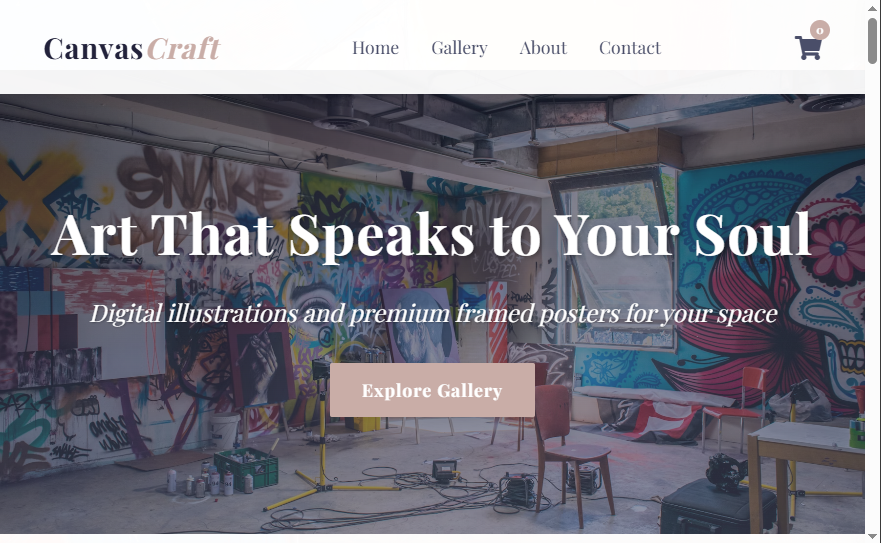 CanvasCraft
Home Gallery About Contact
0
SNAKE
Art That Speaks to Your Soul
Digital illustrations and premium framed posters for your space
Explore Gallery